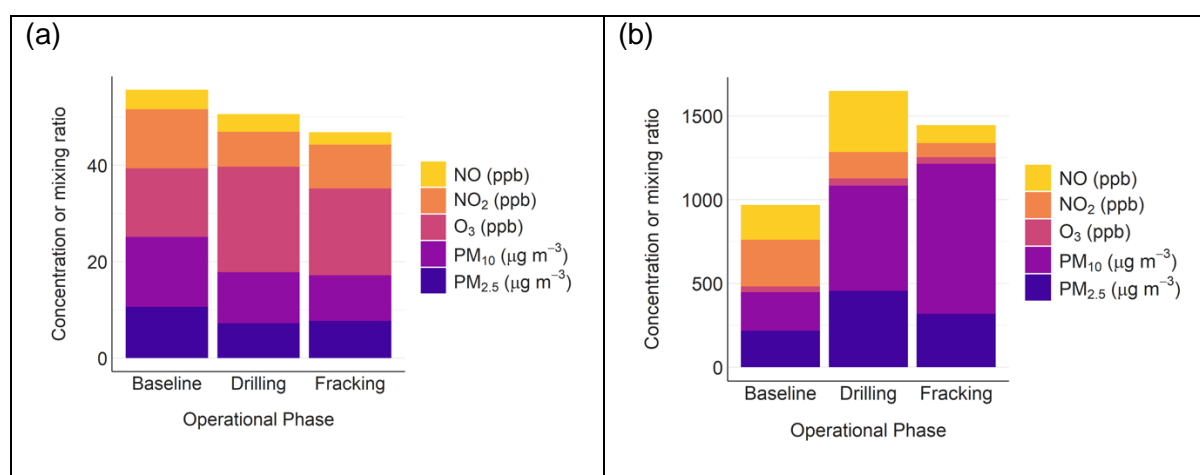 (a)
Concentration or mixing ratio
40
20
0
Baseline Drilling Fracking
Operational Phase
NO (ppb)
NO₂ (ppb)
O₃ (ppb)
PM₁₀ (μg m⁻³)
PM₂.₅ (μg m⁻³)
(b)
Concentration or mixing ratio
1500
1000
500
0
Baseline Drilling Fracking
Operational Phase
NO (ppb)
NO₂ (ppb)
O₃ (ppb)
PM₁₀ (μg m⁻³)
PM₂.₅ (μg m⁻³)